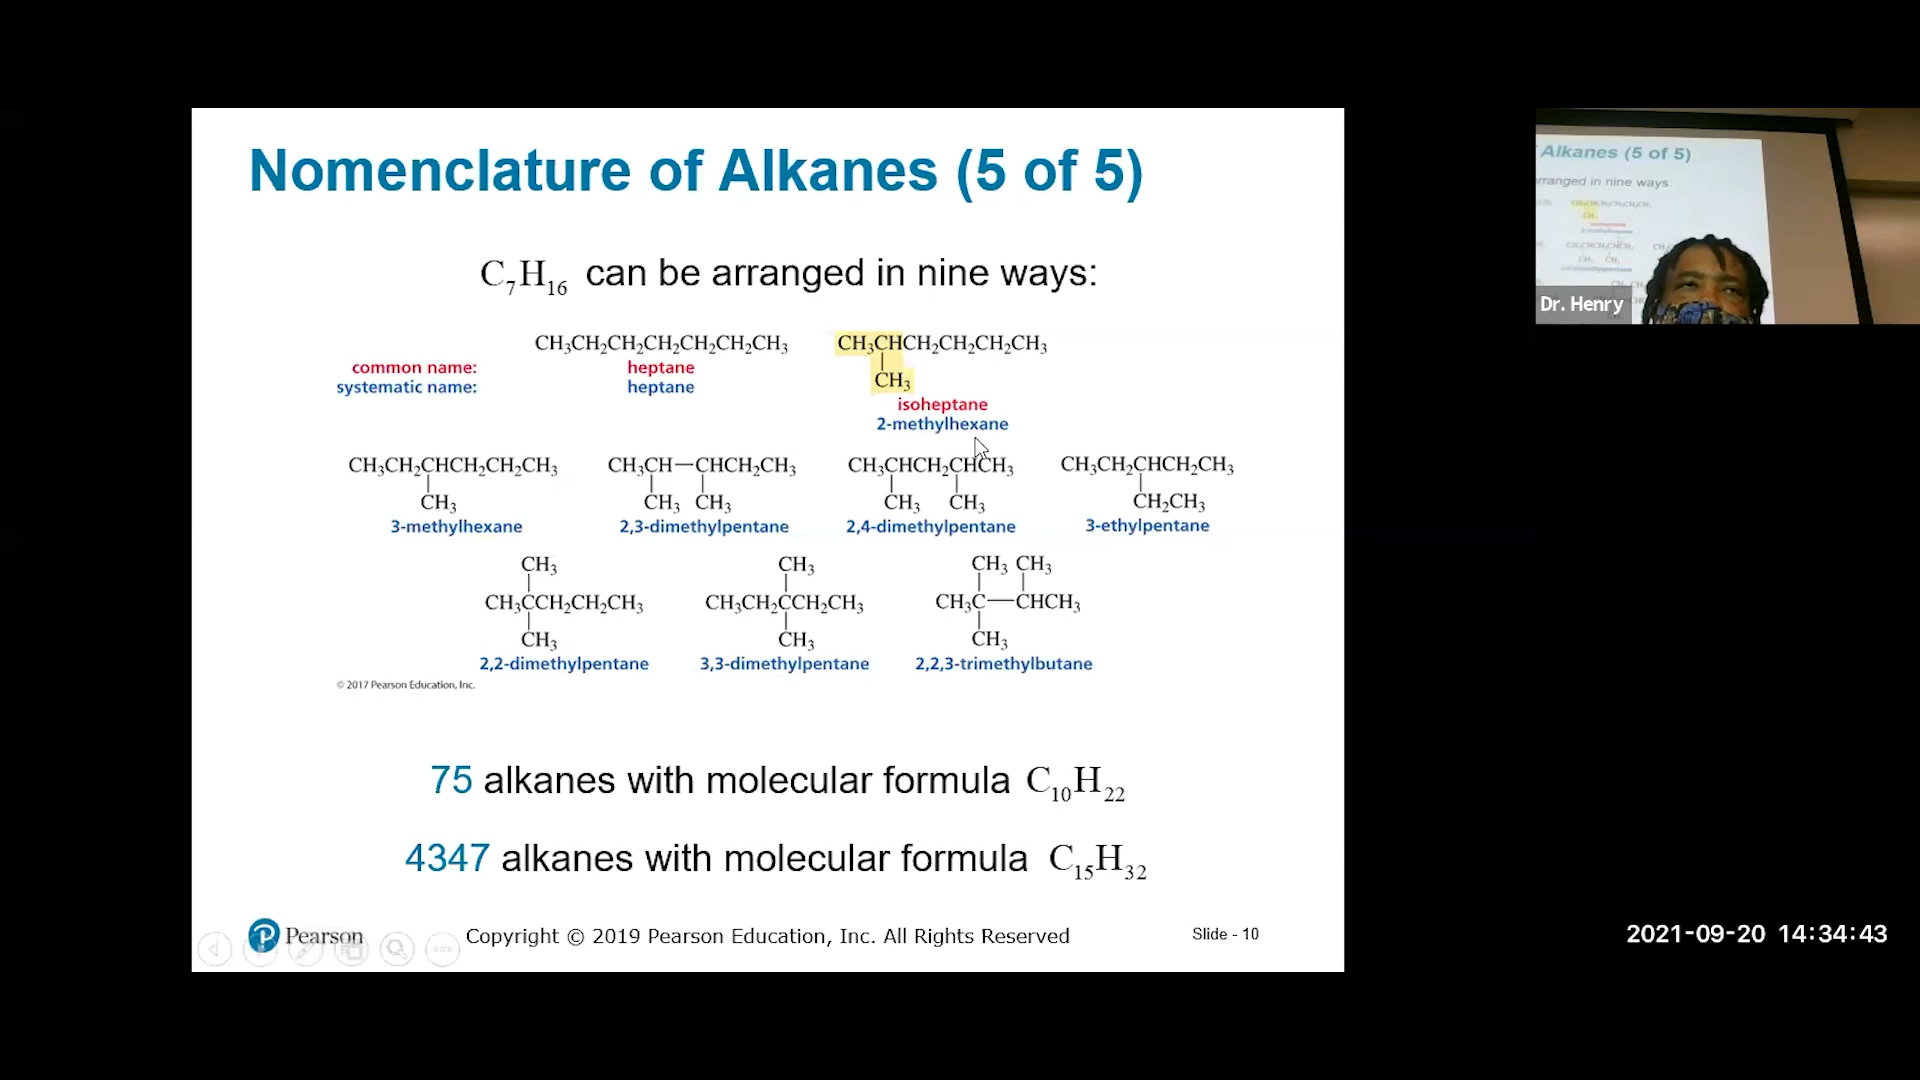 Nomenclature of Alkanes (5 of 5)
C₇H₁₆ can be arranged in nine ways:
CH₃CH₂CH₂CH₂CH₂CH₂CH₃ CH₃CHCH₂CH₂CH₂CH₃
CH₃
common name: heptane
systematic name: heptane
isoheptane
2-methylhexane
CH₃CH₂CHCH₂CH₂CH₃ CH₃CH—CHCH₂CH₃ CH₃CHCH₂CHCH₃ CH₃CH₂CHCH₂CH₃
CH₃ CH₃ CH₃ CH₃ CH₃ CH₂CH₃
3-methylhexane 2,3-dimethylpentane 2,4-dimethylpentane 3-ethylpentane
CH₃ CH₃ CH₃ CH₃
CH₃CCH₂CH₂CH₃ CH₃CH₂CCH₂CH₃ CH₃C—CHCH₃
CH₃ CH₃ CH₃
2,2-dimethylpentane 3,3-dimethylpentane 2,2,3-trimethylbutane
© 2017 Pearson Education, Inc.
75 alkanes with molecular formula C₁₀H₂₂
4347 alkanes with molecular formula C₁₅H₃₂
Pearson Copyright © 2019 Pearson Education, Inc. All Rights Reserved Slide - 10
Alkanes (5 of 5)
rranged in nine ways:
Dr. Henry
2021-09-20 14:34:43